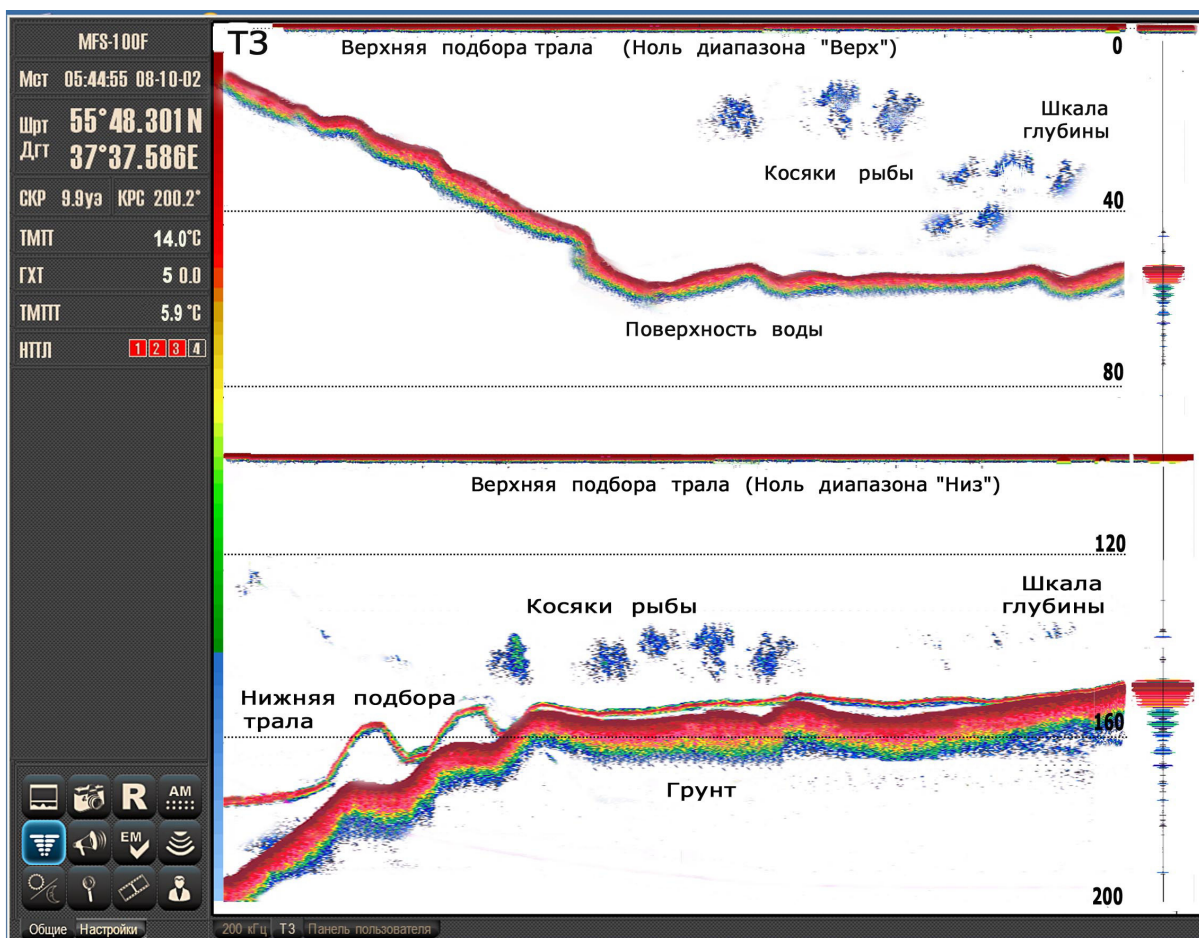 MFS-100F
Мст 05:44:55 08-10-02
Шрт 55°48.301N
Дгт 37°37.586E
СКР 9.9уэ КРС 200.2°
ТМП 14.0°C
ГХТ 5 0.0
ТМПТ 5.9 °C
НПЛ 1 2 3 4
R
AM
EM
Общие Настройки
ТЗ
Верхняя подбора трала (Ноль диапазона "Верх")
0
Шкала
глубины
Косяки рыбы
40
Поверхность воды
80
Верхняя подбора трала (Ноль диапазона "Низ")
120
Шкала
глубины
Косяки рыбы
Нижняя подбора
трала
160
Грунт
200
200 кГц ТЗ Панель пользователя